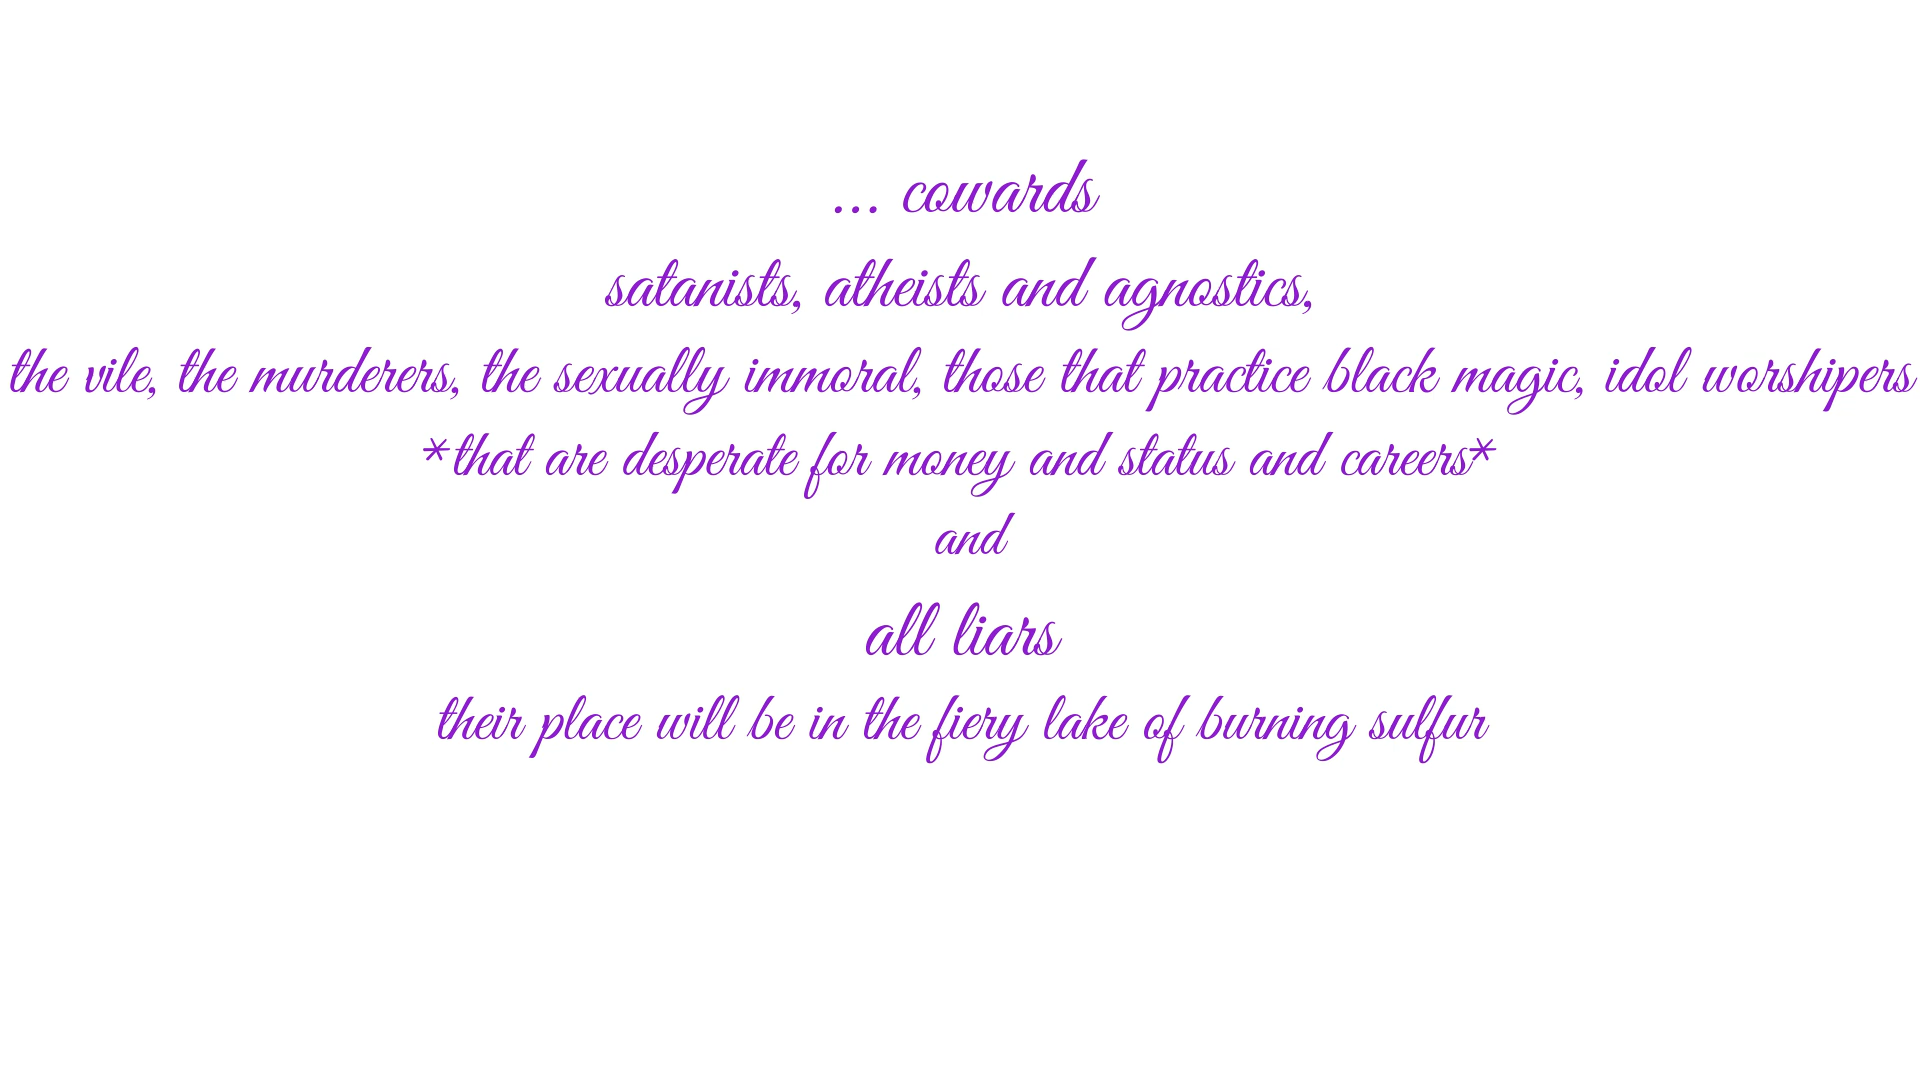 ... cowards
satanists, atheists and agnostics,
the vile, the murderers, the sexually immoral, those that practice black magic, idol worshipers
*that are desperate for money and status and careers*
and
all liars
their place will be in the fiery lake of burning sulfur